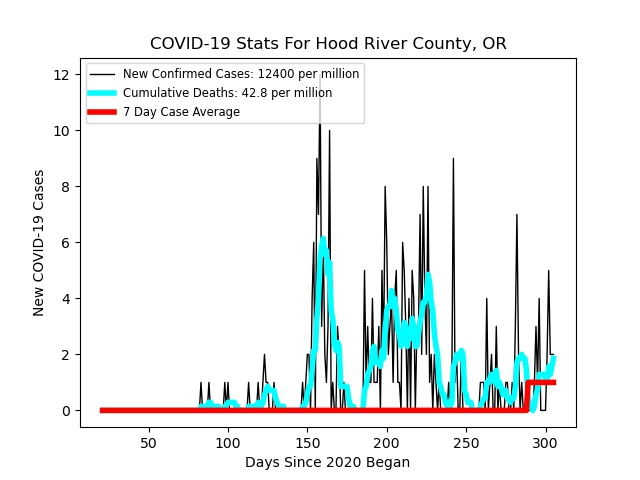 COVID-19 Stats For Hood River County, OR
New Confirmed Cases: 12400 per million
Cumulative Deaths: 42.8 per million
7 Day Case Average
12
10
8
6
4
2
0
New COVID-19 Cases
50 100 150 200 250 300
Days Since 2020 Began